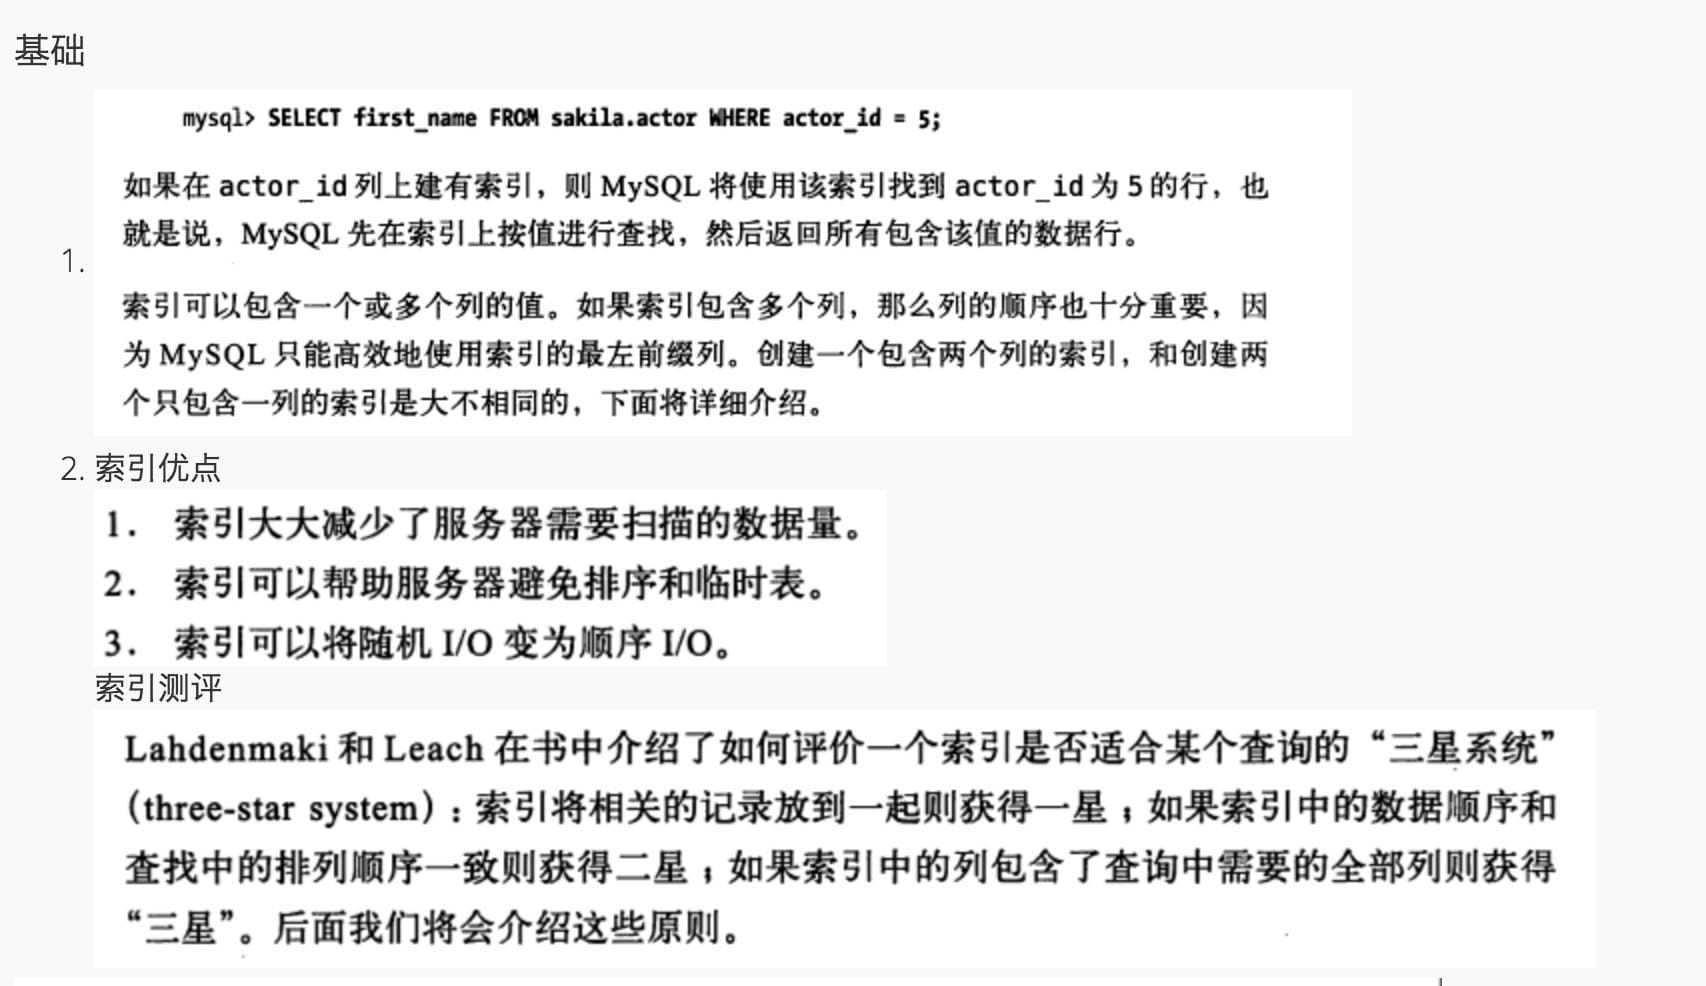 基础
mysql> SELECT first_name FROM sakila.actor WHERE actor_id = 5;
如果在 actor_id 列上建有索引，则 MySQL 将使用该索引找到 actor_id 为 5 的行，也
就是说，MySQL 先在索引上按值进行查找，然后返回所有包含该值的数据行。
1.
索引可以包含一个或多个列的值。如果索引包含多个列，那么列的顺序也十分重要，因
为 MySQL 只能高效地使用索引的最左前缀列。创建一个包含两个列的索引，和创建两
个只包含一列的索引是大不相同的，下面将详细介绍。
2. 索引优点
1. 索引大大减少了服务器需要扫描的数据量。
2. 索引可以帮助服务器避免排序和临时表。
3. 索引可以将随机 I/O 变为顺序 I/O。
索引测评
Lahdenmaki 和 Leach 在书中介绍了如何评价一个索引是否适合某个查询的“三星系统”
（three-star system）：索引将相关的记录放到一起则获得一星；如果索引中的数据顺序和
查找中的排列顺序一致则获得二星；如果索引中的列包含了查询中需要的全部列则获得
“三星”。后面我们将会介绍这些原则。